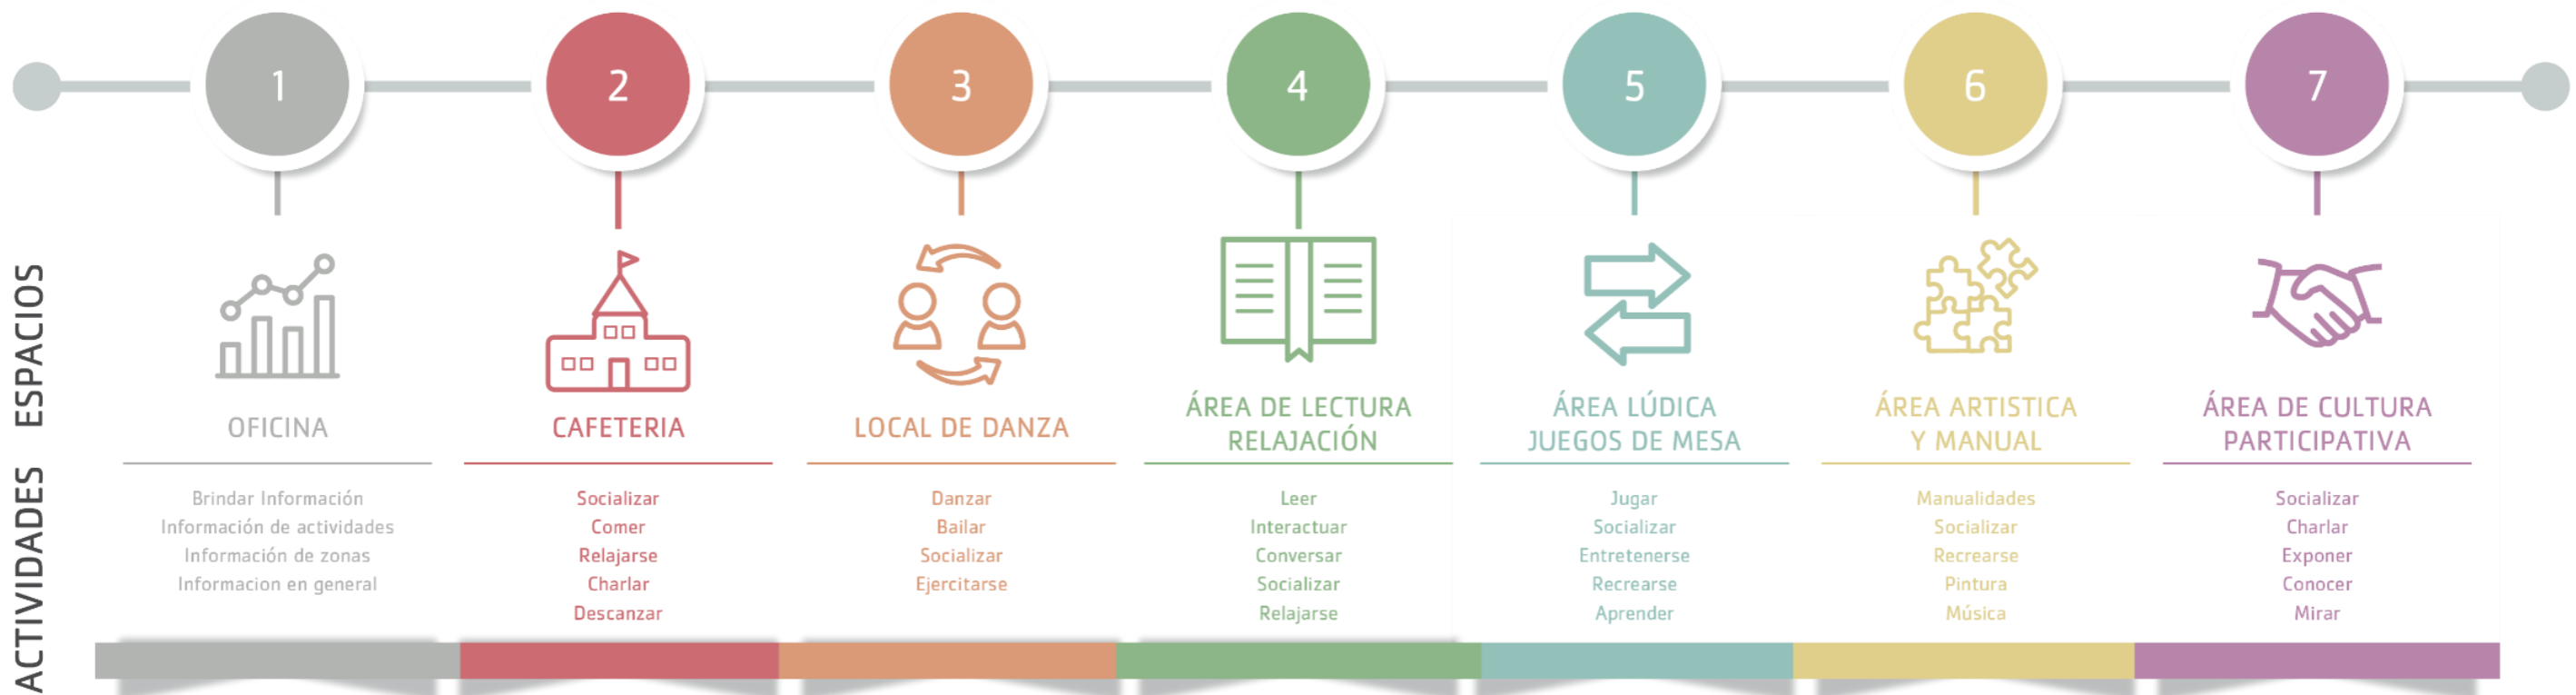 1
2
3
4
5
6
7
ESPACIOS
OFICINA
CAFETERIA
LOCAL DE DANZA
ÁREA DE LECTURA
RELAJACIÓN
ÁREA LÚDICA
JUEGOS DE MESA
ÁREA ARTISTICA
Y MANUAL
ÁREA DE CULTURA
PARTICIPATIVA
ACTIVIDADES
Brindar Información
Información de actividades
Información de zonas
Informacion en general
Socializar
Comer
Relajarse
Charlar
Descanzar
Danzar
Bailar
Socializar
Ejercitarse
Leer
Interactuar
Conversar
Socializar
Relajarse
Jugar
Socializar
Entretenerse
Recrearse
Aprender
Manualidades
Socializar
Recrearse
Pintura
Música
Socializar
Charlar
Exponer
Conocer
Mirar